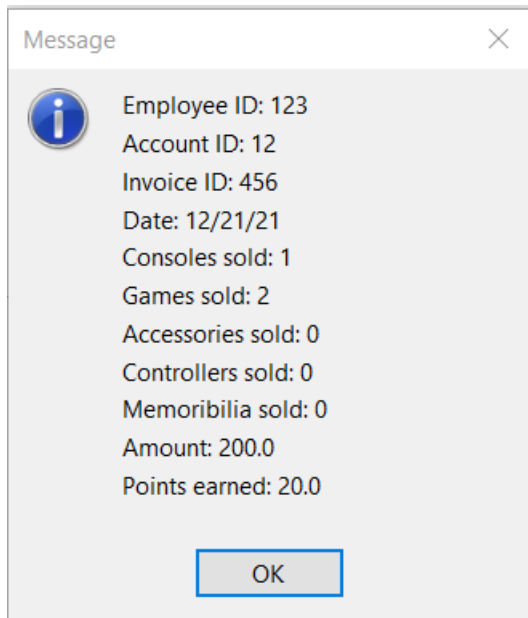 Message
Employee ID: 123
Account ID: 12
Invoice ID: 456
Date: 12/21/21
Consoles sold: 1
Games sold: 2
Accessories sold: 0
Controllers sold: 0
Memoribilia sold: 0
Amount: 200.0
Points earned: 20.0
OK